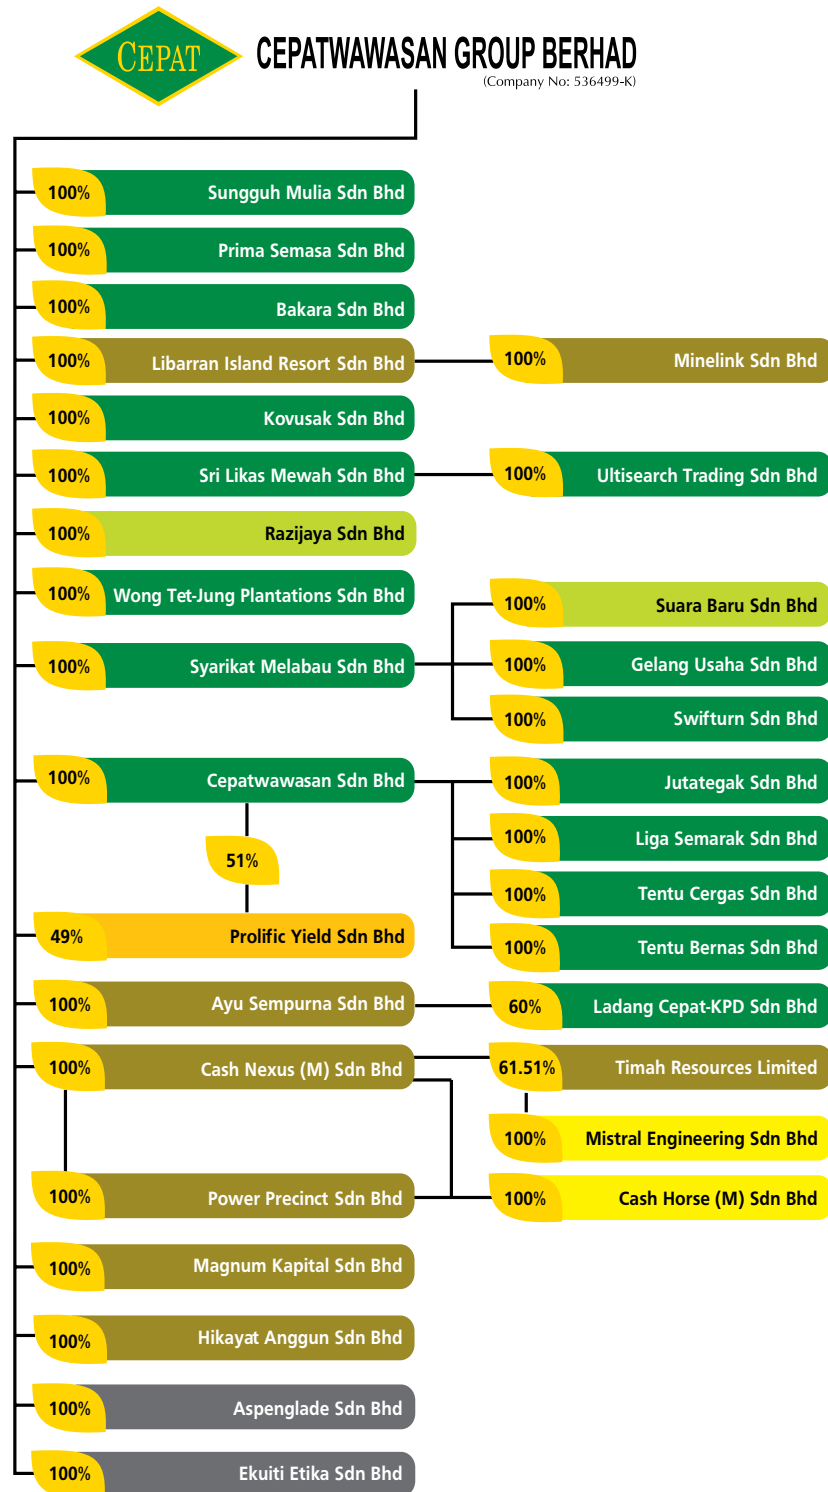 CEPAT
CEPATWAWASAN GROUP BERHAD
(Company No: 536499-K)
100% Sungguh Mulia Sdn Bhd
100% Prima Semasa Sdn Bhd
100% Bakara Sdn Bhd
100% Libarran Island Resort Sdn Bhd
100% Minelink Sdn Bhd
100% Kovusak Sdn Bhd
100% Sri Likas Mewah Sdn Bhd
100% Ultisearch Trading Sdn Bhd
100% Razijaya Sdn Bhd
100% Wong Tet-Jung Plantations Sdn Bhd
100% Suara Baru Sdn Bhd
100% Syarikat Melabau Sdn Bhd
100% Gelang Usaha Sdn Bhd
100% Swifturn Sdn Bhd
100% Cepatwawasan Sdn Bhd
100% Jutategak Sdn Bhd
100% Liga Semarak Sdn Bhd
51%
100% Tentu Cergas Sdn Bhd
49% Prolific Yield Sdn Bhd
100% Tentu Bernas Sdn Bhd
100% Ayu Sempurna Sdn Bhd
60% Ladang Cepat-KPD Sdn Bhd
100% Cash Nexus (M) Sdn Bhd
61.51% Timah Resources Limited
100% Mistral Engineering Sdn Bhd
100% Power Precinct Sdn Bhd
100% Cash Horse (M) Sdn Bhd
100% Magnum Kapital Sdn Bhd
100% Hikayat Anggun Sdn Bhd
100% Aspenglade Sdn Bhd
100% Ekuiti Etika Sdn Bhd